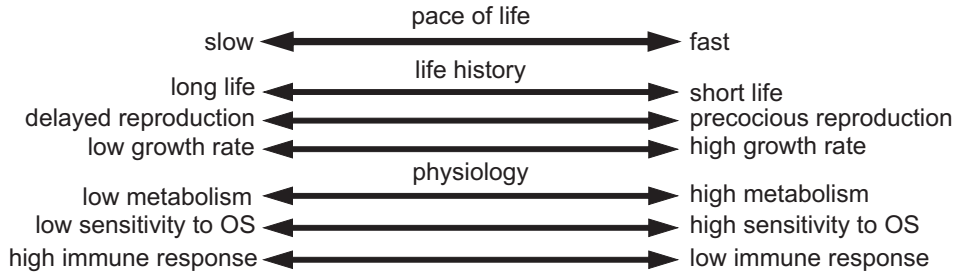 pace of life
slow fast
life history
long life short life
delayed reproduction precocious reproduction
low growth rate high growth rate
physiology
low metabolism high metabolism
low sensitivity to OS high sensitivity to OS
high immune response low immune response